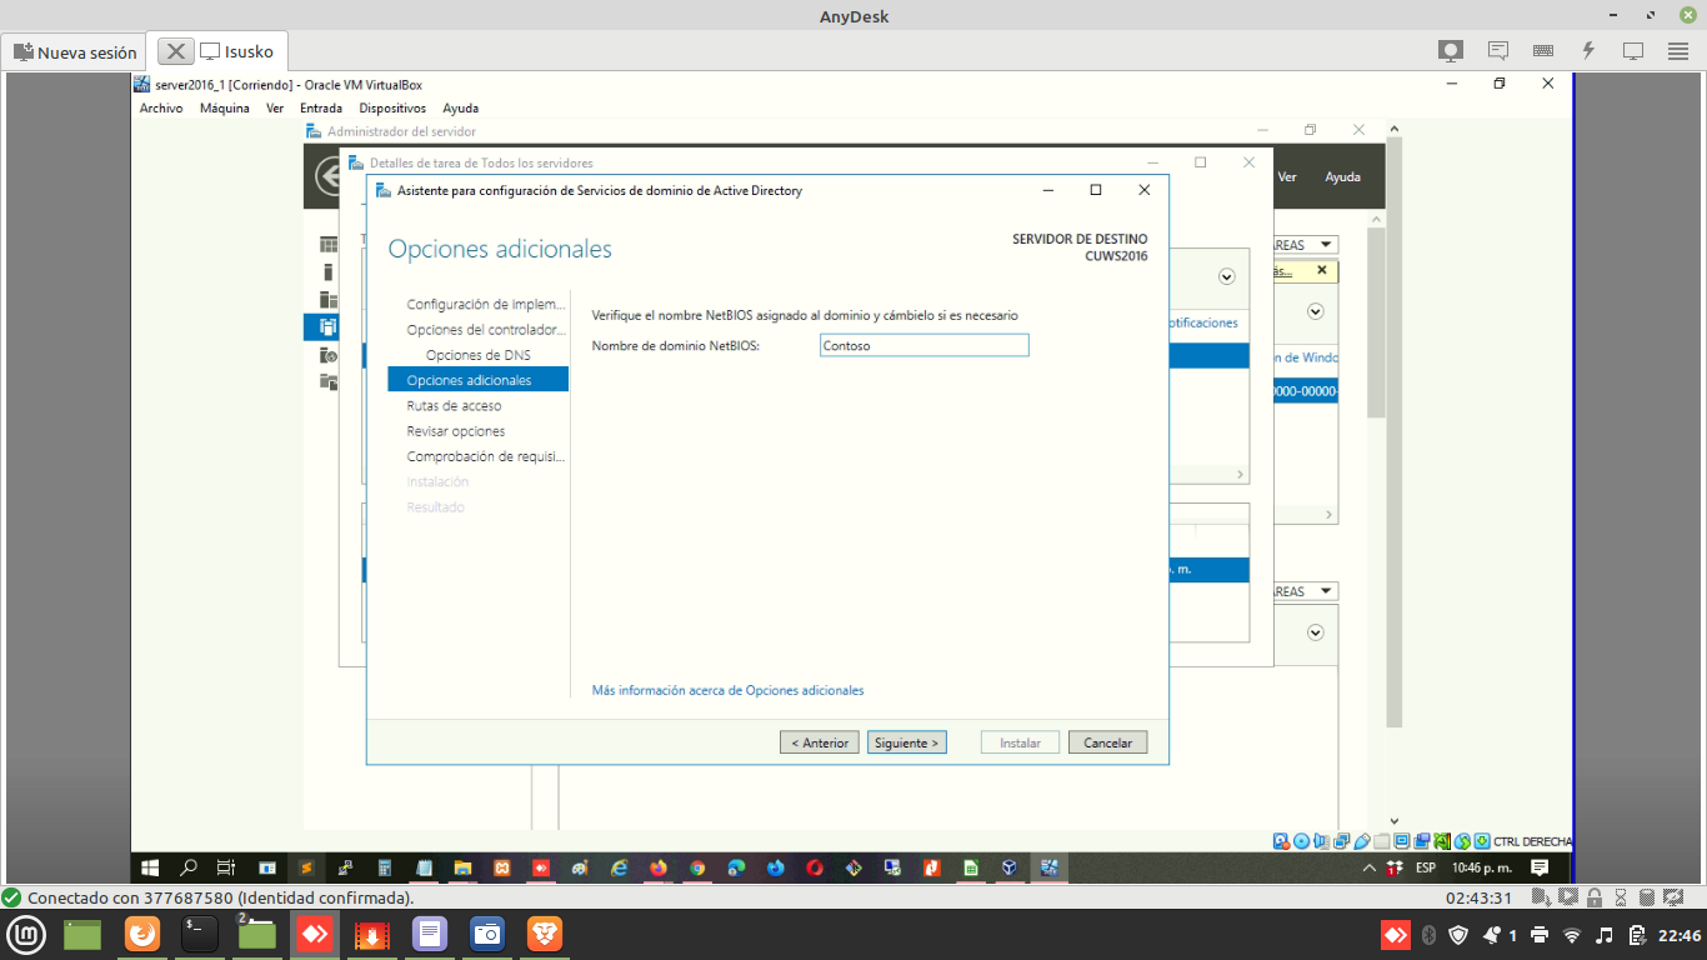 AnyDesk
Nueva sesión
Isusko
server2016_1 [Corriendo] - Oracle VM VirtualBox
Archivo Máquina Ver Entrada Dispositivos Ayuda
Administrador del servidor
Detalles de tarea de Todos los servidores
Ver Ayuda
Asistente para configuración de Servicios de dominio de Active Directory
Opciones adicionales
SERVIDOR DE DESTINO
CUWS2016
Configuración de implem...
Opciones del controlador...
Opciones de DNS
Opciones adicionales
Rutas de acceso
Revisar opciones
Comprobación de requisi...
Instalación
Resultado
Verifique el nombre NetBIOS asignado al dominio y cámbielo si es necesario
Nombre de dominio NetBIOS: Contoso
Más información acerca de Opciones adicionales
< Anterior Siguiente > Instalar Cancelar
AREAS
ás...
otificaciones
n de Windo
0000-00000-
. m.
AREAS
CTRL DERECHA
ESP 10:46 p. m.
Conectado con 377687580 (Identidad confirmada).
02:43:31
2
1
22:46